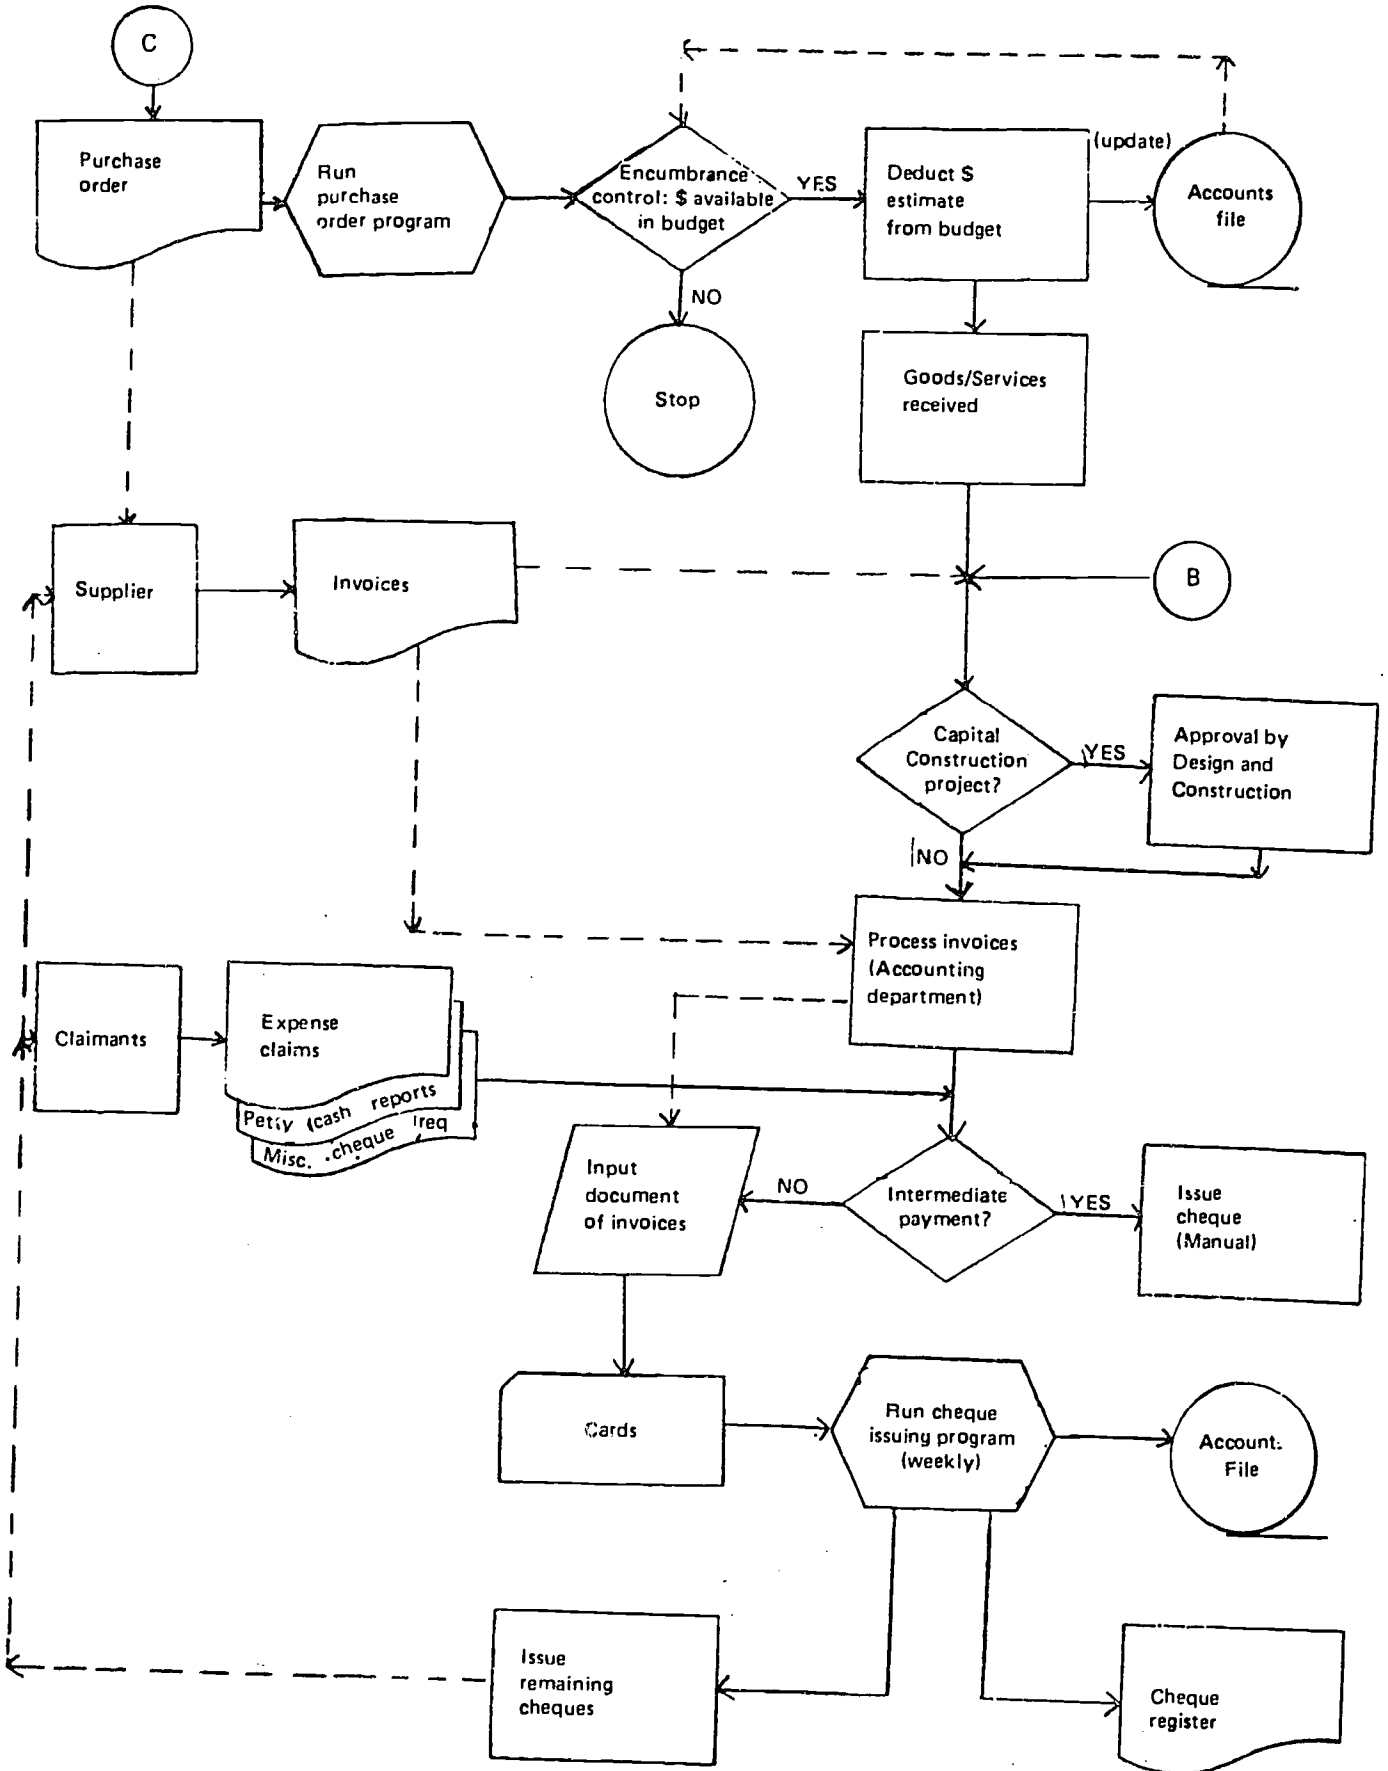 C
Purchase
order
Run
purchase
order program
Encumbrance
control: $ available
in budget
YES
Deduct $
estimate
from budget
(update)
Accounts
file
NO
Stop
Goods/Services
received
Supplier
Invoices
B
Capital
Construction
project?
YES
Approval by
Design and
Construction
NO
Process invoices
(Accounting
department)
Claimants
Expense
claims
Petty cash reports
Misc. cheque req
Input
document
of invoices
NO
Intermediate
payment?
YES
Issue
cheque
(Manual)
Cards
Run cheque
issuing program
(weekly)
Account.
File
Issue
remaining
cheques
Cheque
register